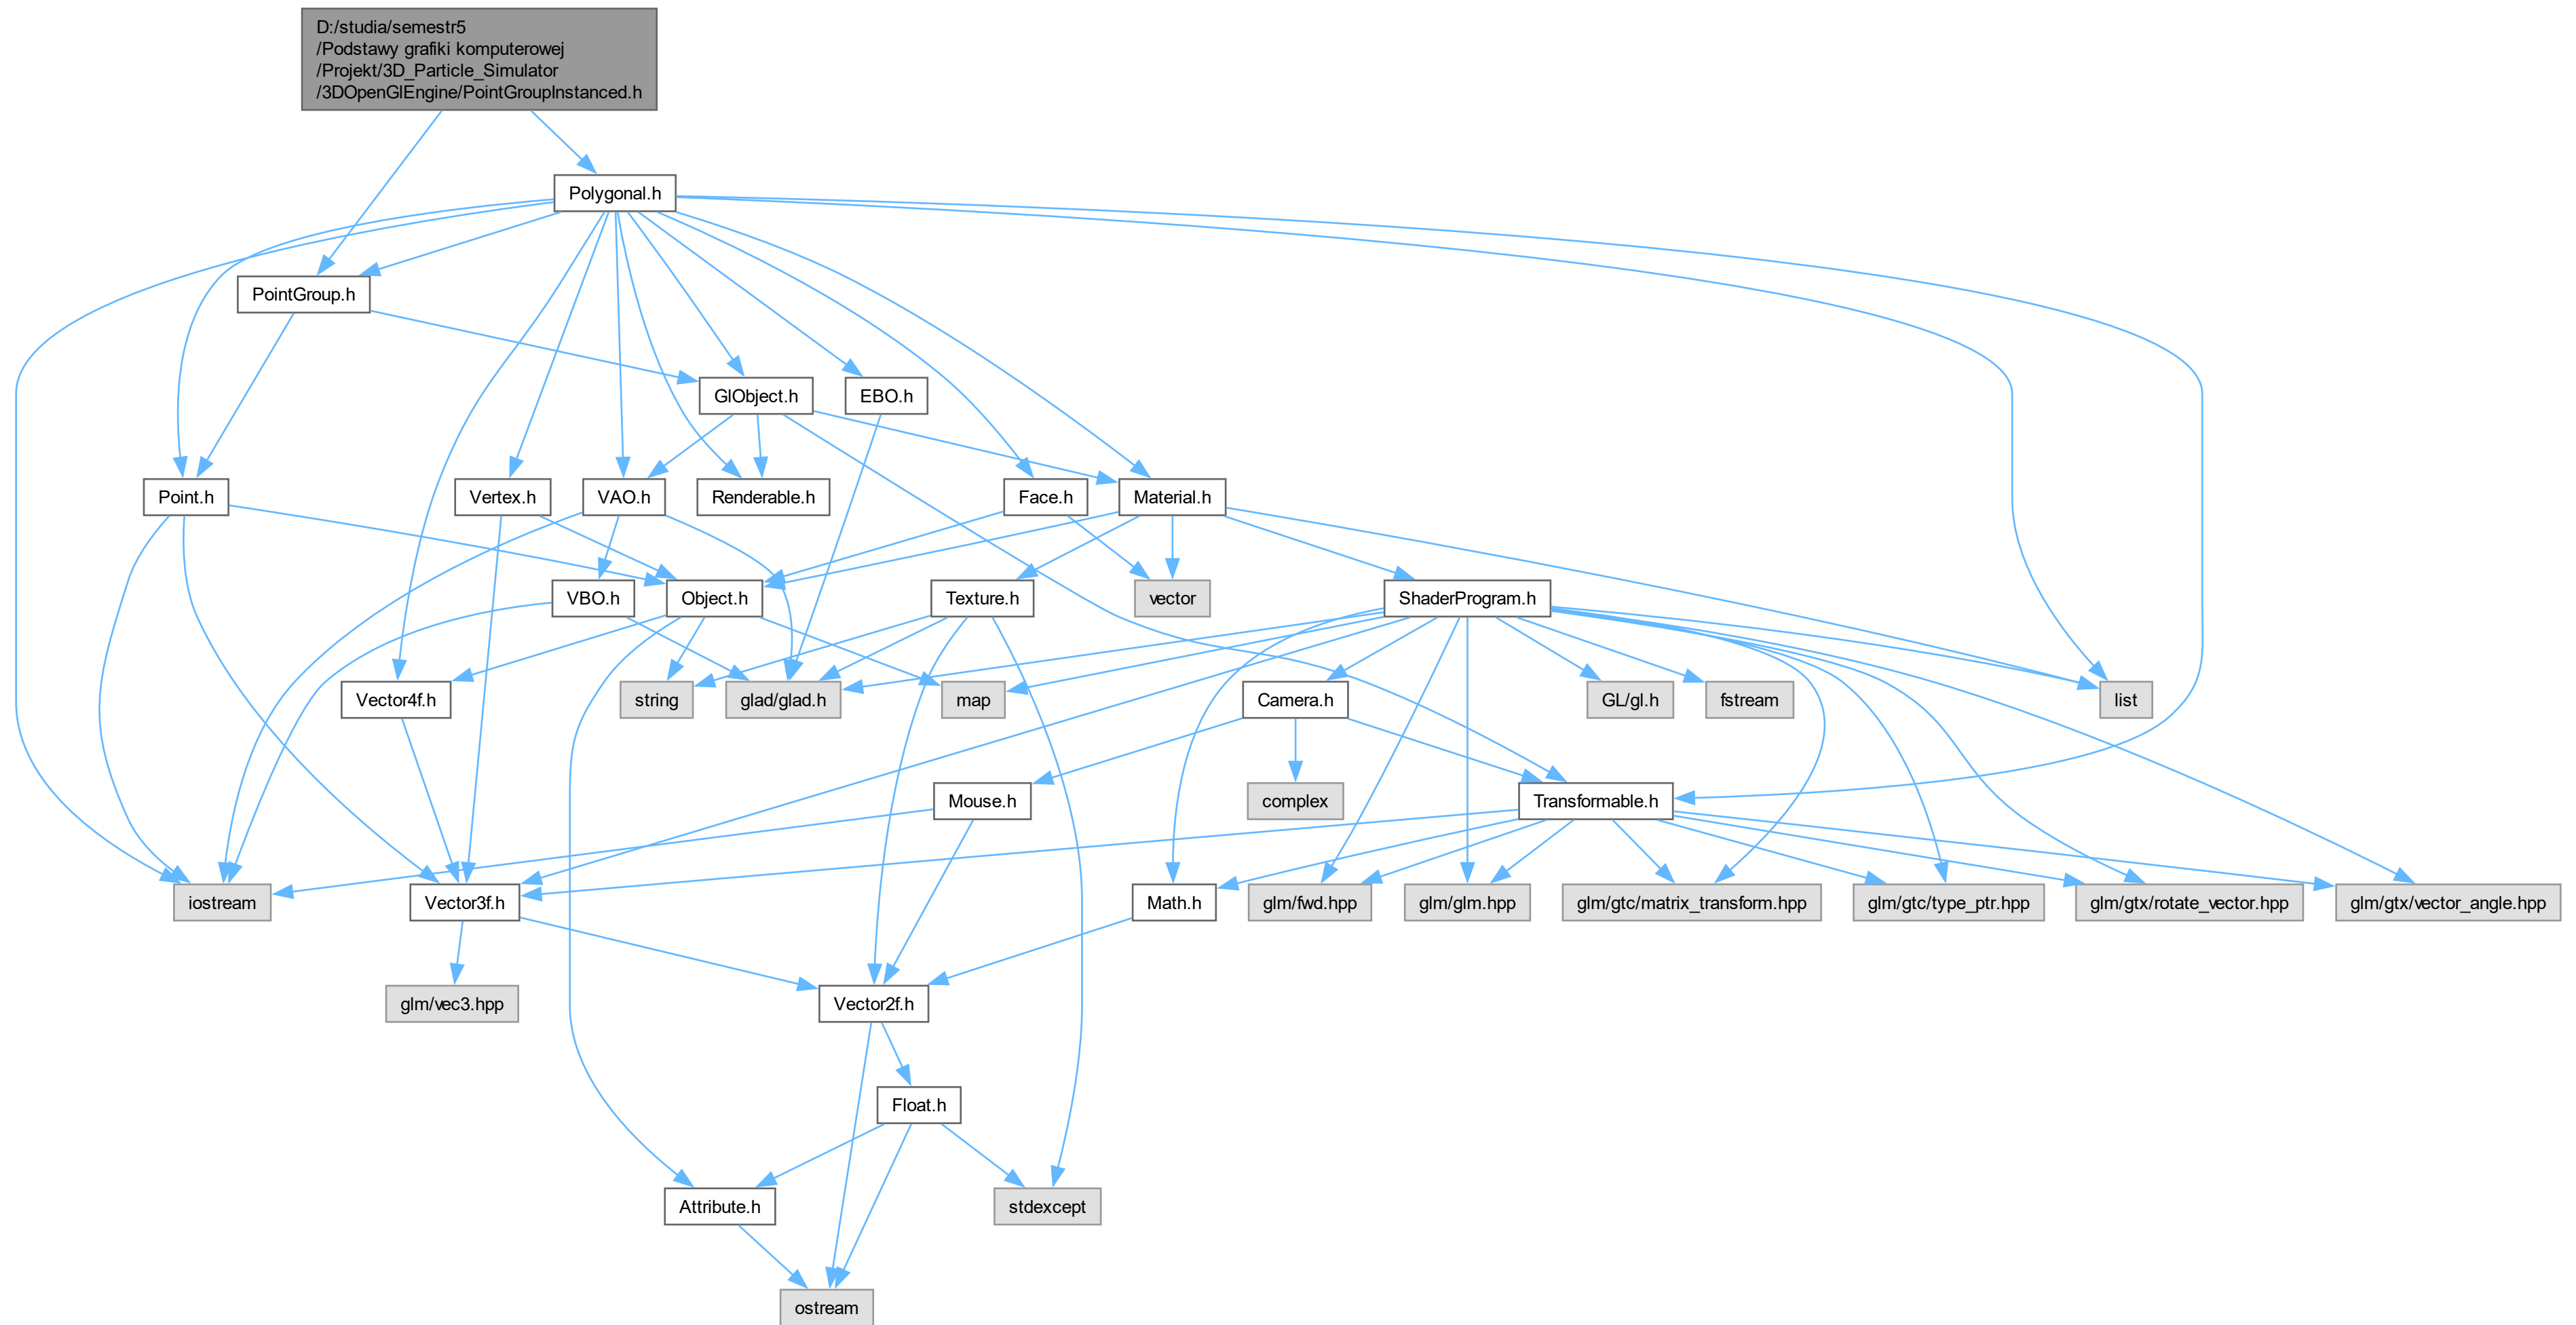 D:/studia/semestr5
/Podstawy grafiki komputerowej
/Projekt/3D_Particle_Simulator
/3DOpenGlEngine/PointGroupInstanced.h
Polygonal.h
PointGroup.h
GlObject.h
EBO.h
Point.h
Vertex.h
VAO.h
Renderable.h
Face.h
Material.h
VBO.h
Object.h
Texture.h
vector
ShaderProgram.h
Vector4f.h
string
glad/glad.h
map
Camera.h
GL/gl.h
fstream
list
Mouse.h
complex
Transformable.h
iostream
Vector3f.h
Math.h
glm/fwd.hpp
glm/glm.hpp
glm/gtc/matrix_transform.hpp
glm/gtc/type_ptr.hpp
glm/gtx/rotate_vector.hpp
glm/gtx/vector_angle.hpp
glm/vec3.hpp
Vector2f.h
Float.h
Attribute.h
stdexcept
ostream